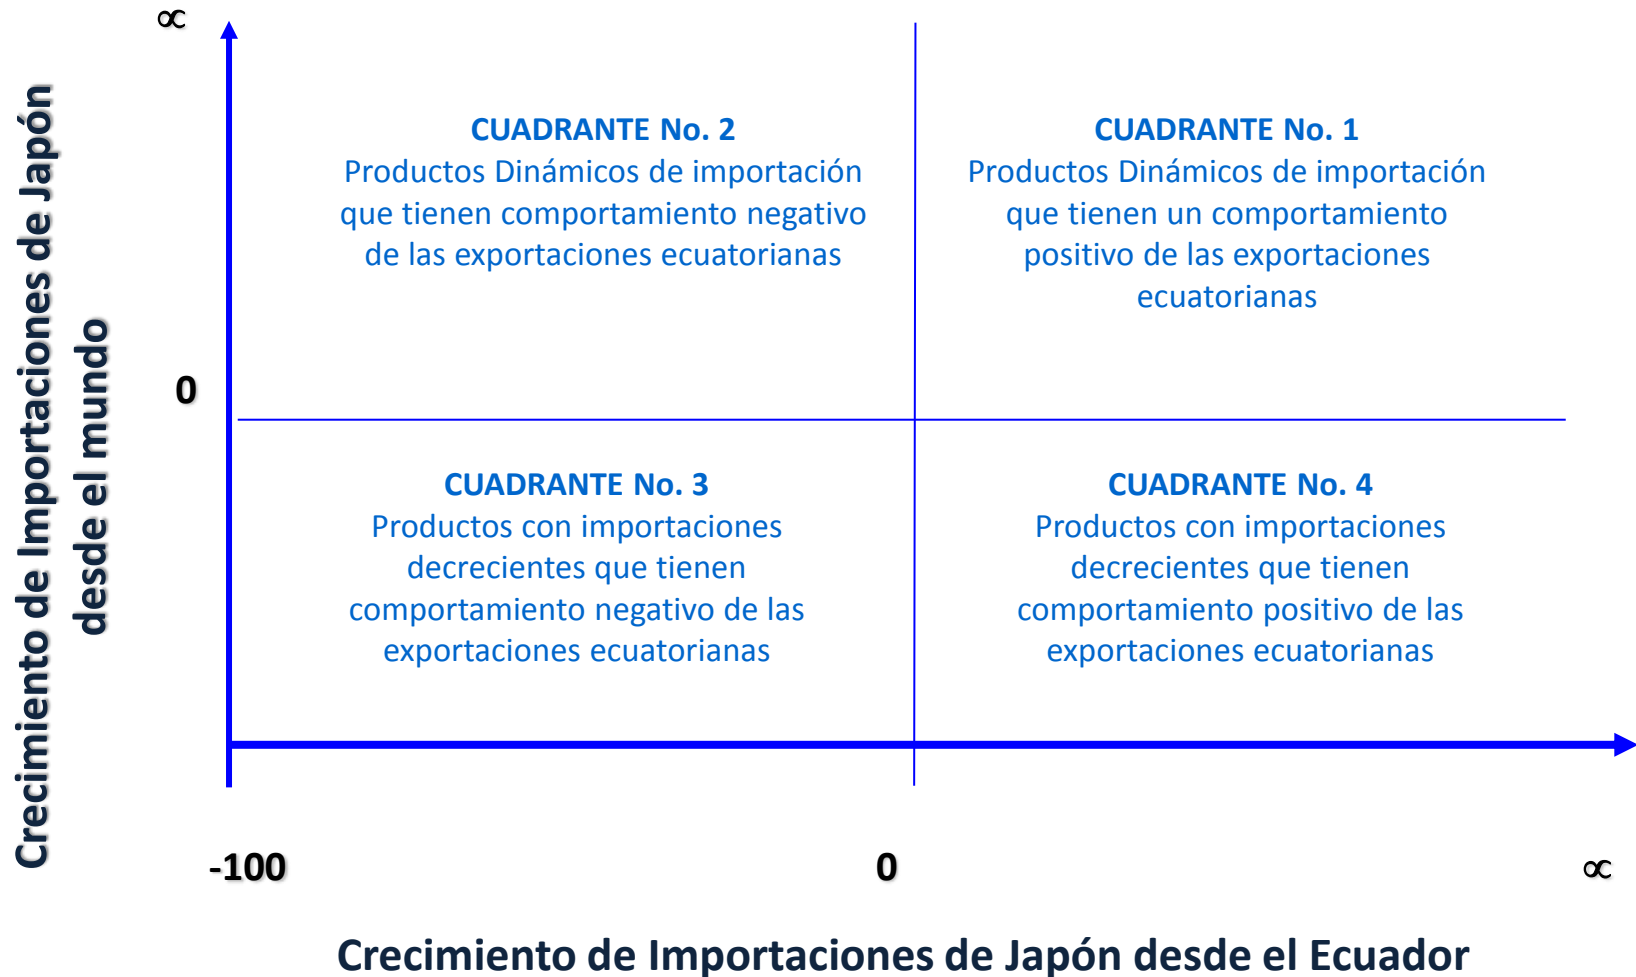 ∝
Crecimiento de Importaciones de Japón
desde el mundo
CUADRANTE No. 2
Productos Dinámicos de importación
que tienen comportamiento negativo
de las exportaciones ecuatorianas
CUADRANTE No. 1
Productos Dinámicos de importación
que tienen un comportamiento
positivo de las exportaciones
ecuatorianas
0
CUADRANTE No. 3
Productos con importaciones
decrecientes que tienen
comportamiento negativo de las
exportaciones ecuatorianas
CUADRANTE No. 4
Productos con importaciones
decrecientes que tienen
comportamiento positivo de las
exportaciones ecuatorianas
-100
0
∝
Crecimiento de Importaciones de Japón desde el Ecuador